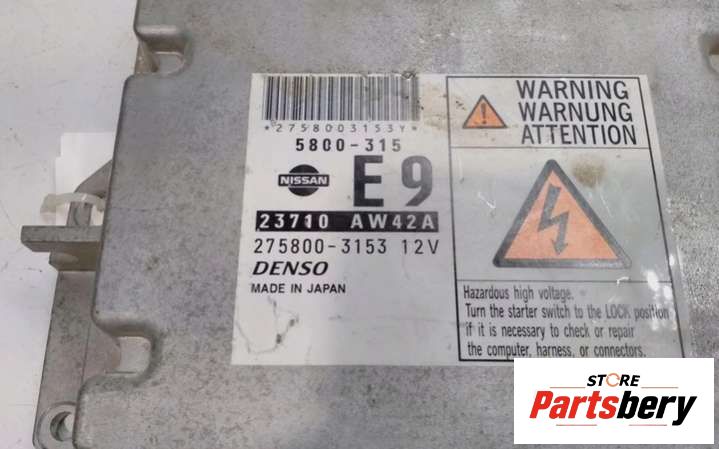 *2758003153Y*
5800-315
NISSAN
E9
23710 AW42A
275800-3153 12V
DENSO
MADE IN JAPAN
WARNING
WARNUNG
ATTENTION
Hazardous high voltage.
Turn the starter switch to the LOCK position
if it is necessary to check or repair
the computer, harness, or connectors.
STORE
Partsbery